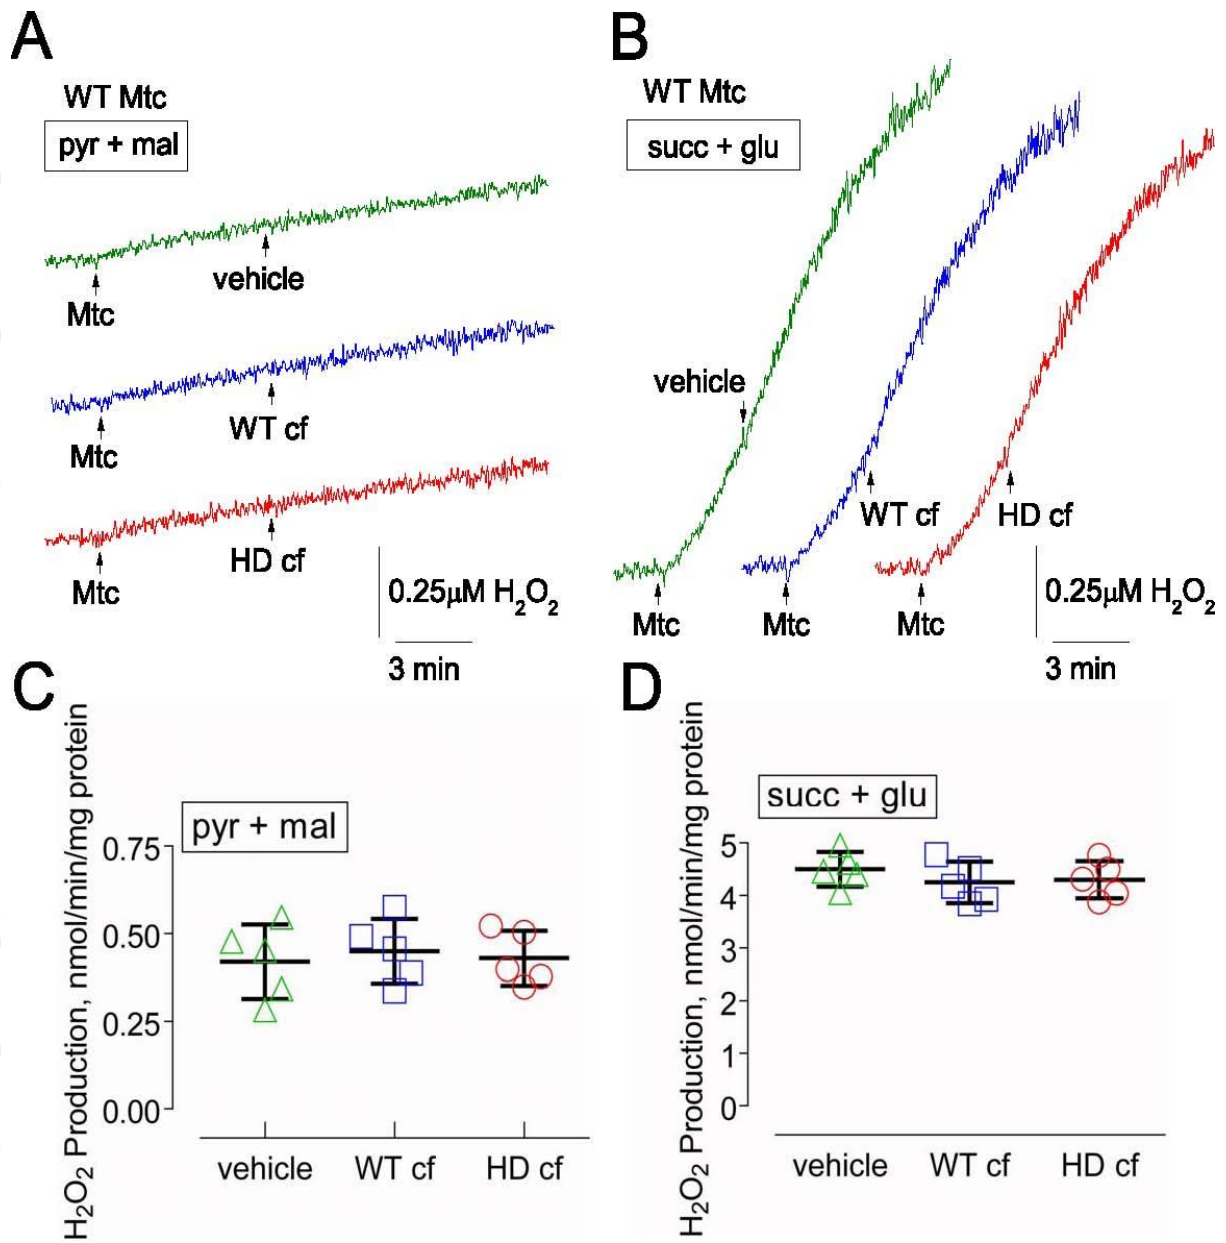 A
WT Mtc
pyr + mal
vehicle
Mtc
WT cf
Mtc
HD cf
Mtc
0.25μM H₂O₂
3 min
B
WT Mtc
succ + glu
vehicle
WT cf
HD cf
Mtc
Mtc
Mtc
0.25μM H₂O₂
3 min
C
H₂O₂ Production, nmol/min/mg protein
pyr + mal
0.75
0.50
0.25
0.00
vehicle
WT cf
HD cf
D
H₂O₂ Production, nmol/min/mg protein
succ + glu
5
4
3
2
1
0
vehicle
WT cf
HD cf